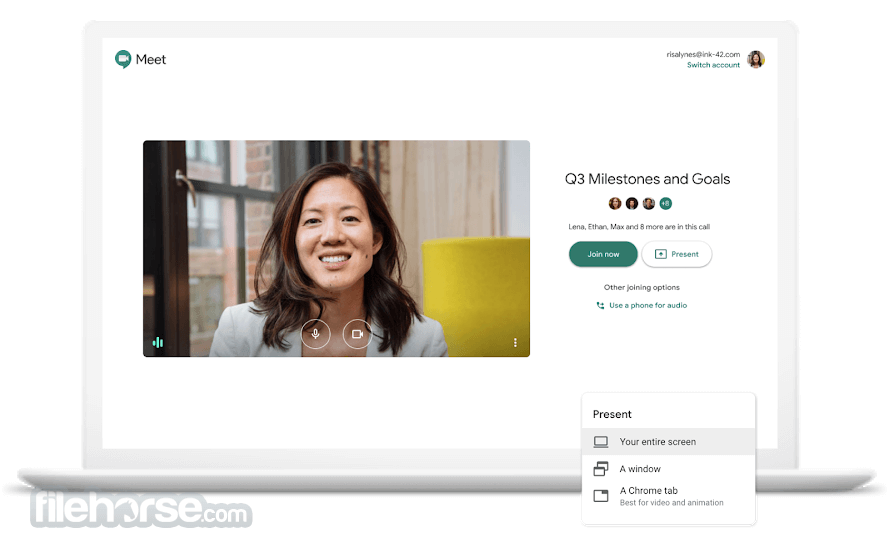 Meet
risalynes@ink-42.com
Switch account
Q3 Milestones and Goals
+8
Lena, Ethan, Max and 8 more are in this call
Join now
Present
Other joining options
Use a phone for audio
Present
Your entire screen
A window
A Chrome tab
Best for video and animation
filehorse.com